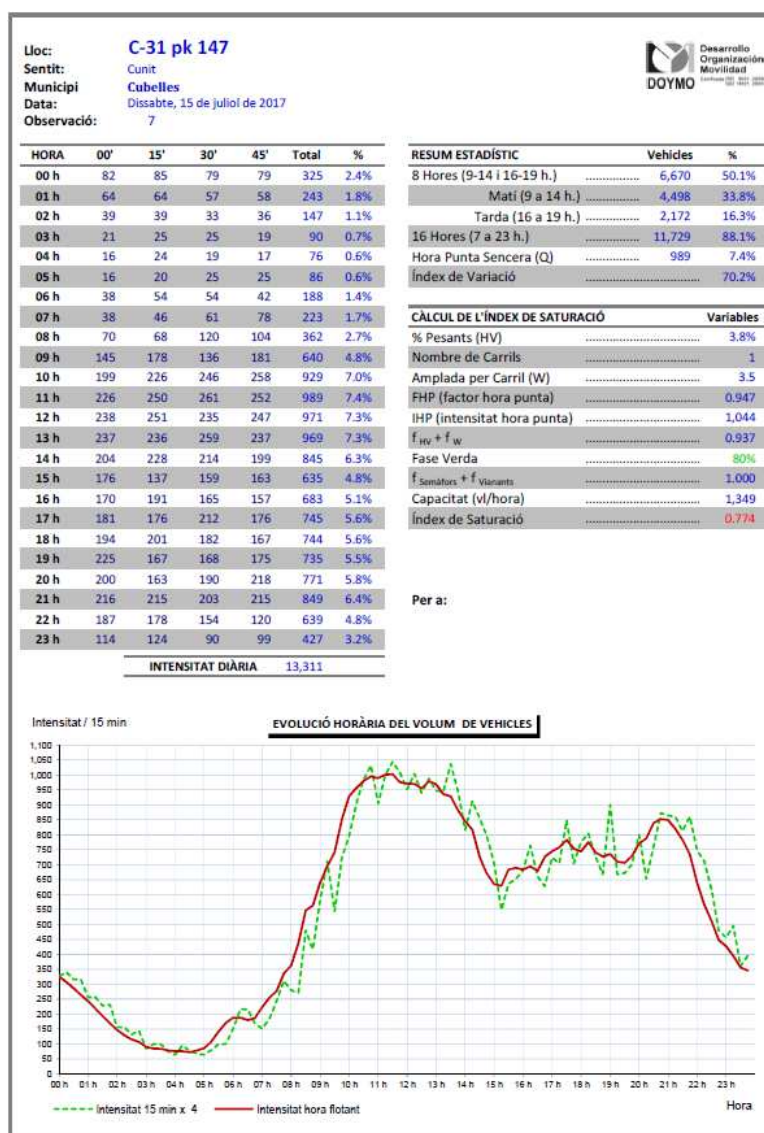 Lloc: C-31 pk 147
Sentit: Cunit
Municipi Cubelles
Data: Dissabte, 15 de juliol de 2017
Observació: 7
Desarrollo
Organización
Movilidad
DOYMO
HORA 00' 15' 30' 45' Total %
00 h 82 85 79 79 325 2.4%
01 h 64 64 57 58 243 1.8%
02 h 39 39 33 36 147 1.1%
03 h 21 25 25 19 90 0.7%
04 h 16 24 19 17 76 0.6%
05 h 16 20 25 25 86 0.6%
06 h 38 54 54 42 188 1.4%
07 h 38 46 61 78 223 1.7%
08 h 70 68 120 104 362 2.7%
09 h 145 178 136 181 640 4.8%
10 h 199 226 246 258 929 7.0%
11 h 226 250 261 252 989 7.4%
12 h 238 251 235 247 971 7.3%
13 h 237 236 259 237 969 7.3%
14 h 204 228 214 199 845 6.3%
15 h 176 137 159 163 635 4.8%
16 h 170 191 165 157 683 5.1%
17 h 181 176 212 176 745 5.6%
18 h 194 201 182 167 744 5.6%
19 h 225 167 168 175 735 5.5%
20 h 200 163 190 218 771 5.8%
21 h 216 215 203 215 849 6.4%
22 h 187 178 154 120 639 4.8%
23 h 114 124 90 99 427 3.2%
INTENSITAT DIÀRIA 13,311
RESUM ESTADÍSTIC Vehicles %
8 Hores (9-14 i 16-19 h.) ................ 6,670 50.1%
Matí (9 a 14 h.) ................ 4,498 33.8%
Tarda (16 a 19 h.) ................ 2,172 16.3%
16 Hores (7 a 23 h.) ................ 11,729 88.1%
Hora Punta Sencera (Q) ................ 989 7.4%
Índex de Variació ................ 70.2%
CÀLCUL DE L'ÍNDEX DE SATURACIÓ Variables
% Pesants (HV) .................................. 3.8%
Nombre de Carrils .................................. 1
Amplada per Carril (W) .................................. 3.5
FHP (factor hora punta) .................................. 0.947
IHP (intensitat hora punta) .................................. 1,044
f HV + f W .................................. 0.937
Fase Verda .................................. 80%
f Semàfors + f Vianants .................................. 1.000
Capacitat (vl/hora) .................................. 1,349
Índex de Saturació .................................. 0.774
Per a:
Intensitat / 15 min
EVOLUCIÓ HORÀRIA DEL VOLUM DE VEHICLES
1,100
1,050
1,000
950
900
850
800
750
700
650
600
550
500
450
400
350
300
250
200
150
100
50
0
00 h 01 h 02 h 03 h 04 h 05 h 06 h 07 h 08 h 09 h 10 h 11 h 12 h 13 h 14 h 15 h 16 h 17 h 18 h 19 h 20 h 21 h 22 h 23 h
Intensitat 15 min x 4 Intensitat hora flotant
Hora